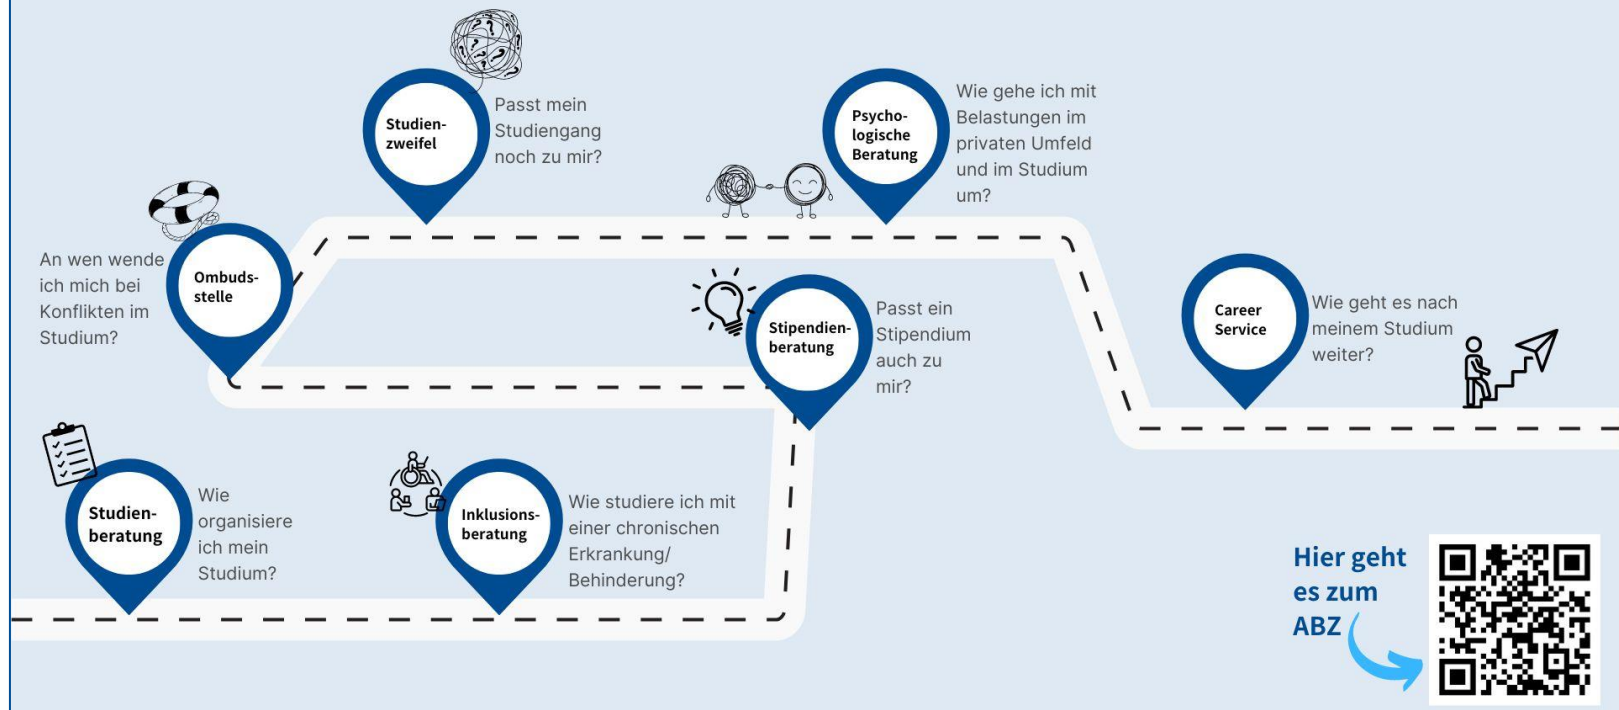 Studien-
zweifel
Passt mein
Studiengang
noch zu mir?
Psycho-
logische
Beratung
Wie gehe ich mit
Belastungen im
privaten Umfeld
und im Studium
um?
An wen wende
ich mich bei
Konflikten im
Studium?
Ombuds-
stelle
Stipendien-
beratung
Passt ein
Stipendium
auch zu
mir?
Career
Service
Wie geht es nach
meinem Studium
weiter?
Studien-
beratung
Wie
organisiere
ich mein
Studium?
Inklusions-
beratung
Wie studiere ich mit
einer chronischen
Erkrankung/
Behinderung?
Hier geht
es zum
ABZ